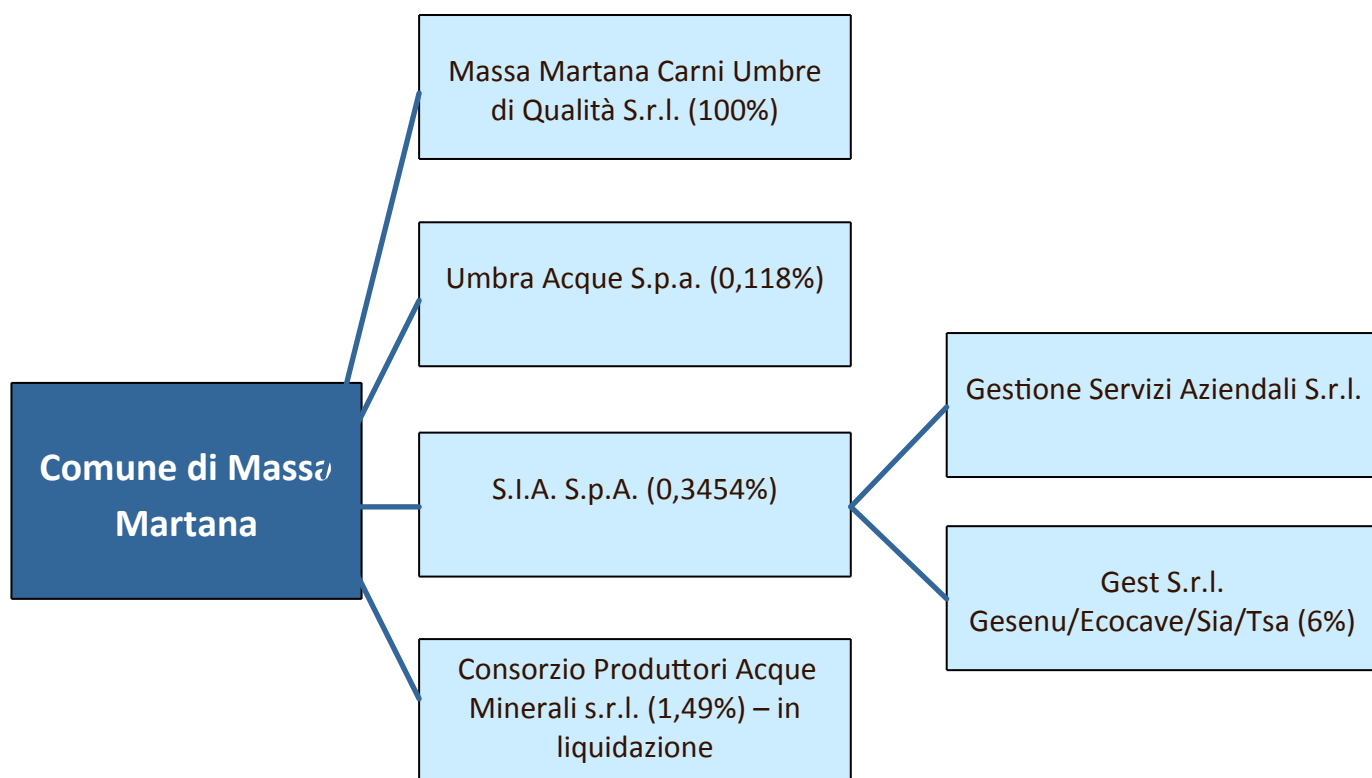 Massa Martana Carni Umbre
di Qualità S.r.l. (100%)
Umbra Acque S.p.a. (0,118%)
Gestione Servizi Aziendali S.r.l.
Comune di Massa
Martana
S.I.A. S.p.A. (0,3454%)
Gest S.r.l.
Gesenu/Ecocave/Sia/Tsa (6%)
Consorzio Produttori Acque
Minerali s.r.l. (1,49%) – in
liquidazione